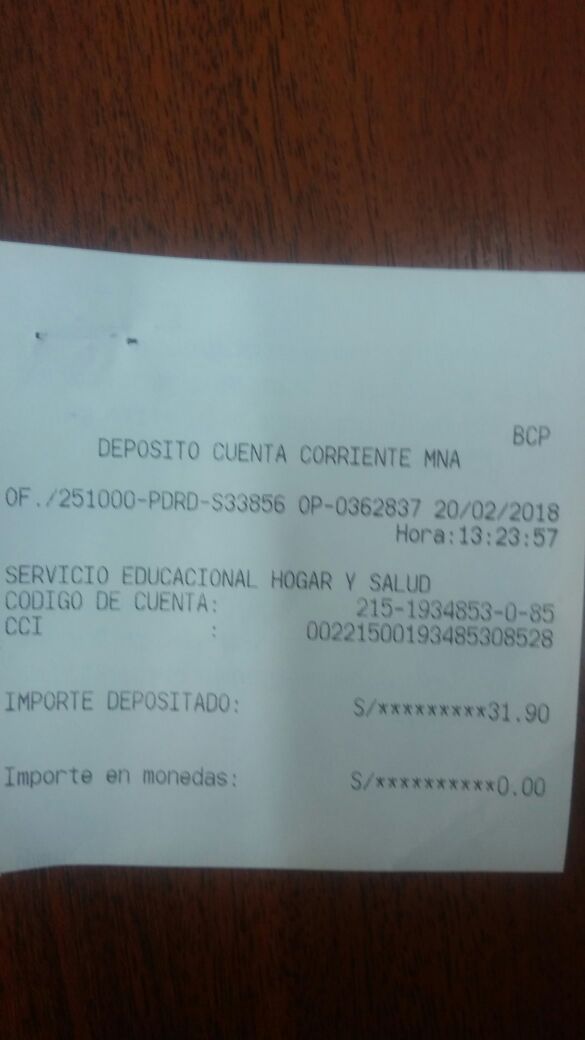 BCP
DEPOSITO CUENTA CORRIENTE MNA
OF./251000-PDRD-S33856 OP-0362837 20/02/2018
Hora:13:23:57
SERVICIO EDUCACIONAL HOGAR Y SALUD
CODIGO DE CUENTA: 215-1934853-0-85
CCI : 00221500193485308528
IMPORTE DEPOSITADO: S/*********31.90
Importe en monedas: S/**********0.00